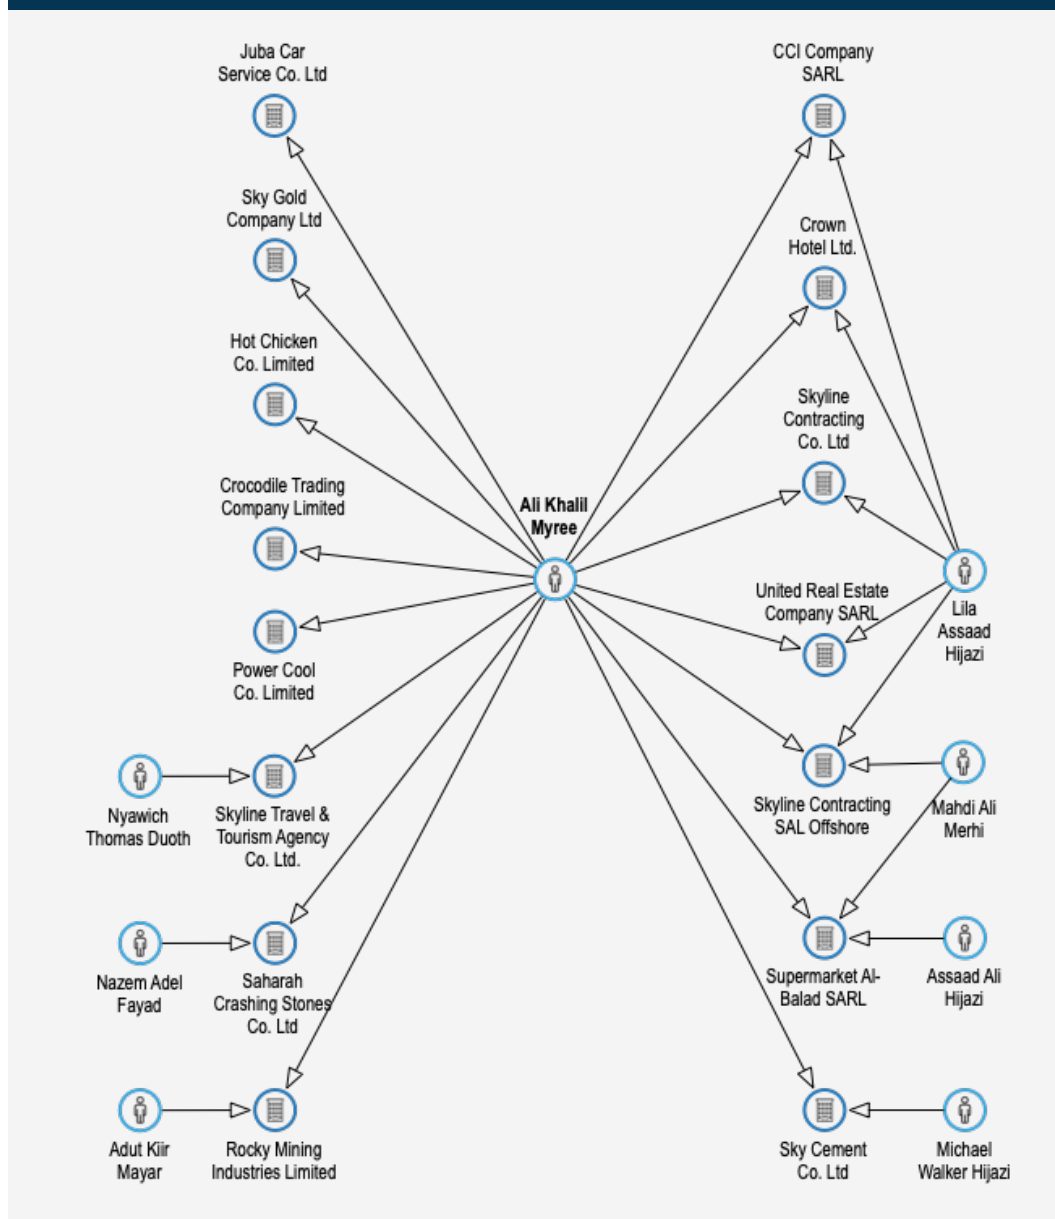 Juba Car
Service Co. Ltd
CCI Company
SARL
Sky Gold
Company Ltd
Crown
Hotel Ltd.
Hot Chicken
Co. Limited
Skyline
Contracting
Co. Ltd
Crocodile Trading
Company Limited
Ali Khalil
Myree
United Real Estate
Company SARL
Lila
Assaad
Hijazi
Power Cool
Co. Limited
Nyawich
Thomas Duoth
Skyline Travel &
Tourism Agency
Co. Ltd.
Skyline Contracting
SAL Offshore
Mahdi Ali
Merhi
Nazem Adel
Fayad
Saharah
Crashing Stones
Co. Ltd
Supermarket Al-
Balad SARL
Assaad Ali
Hijazi
Adut Kiir
Mayar
Rocky Mining
Industries Limited
Sky Cement
Co. Ltd
Michael
Walker Hijazi